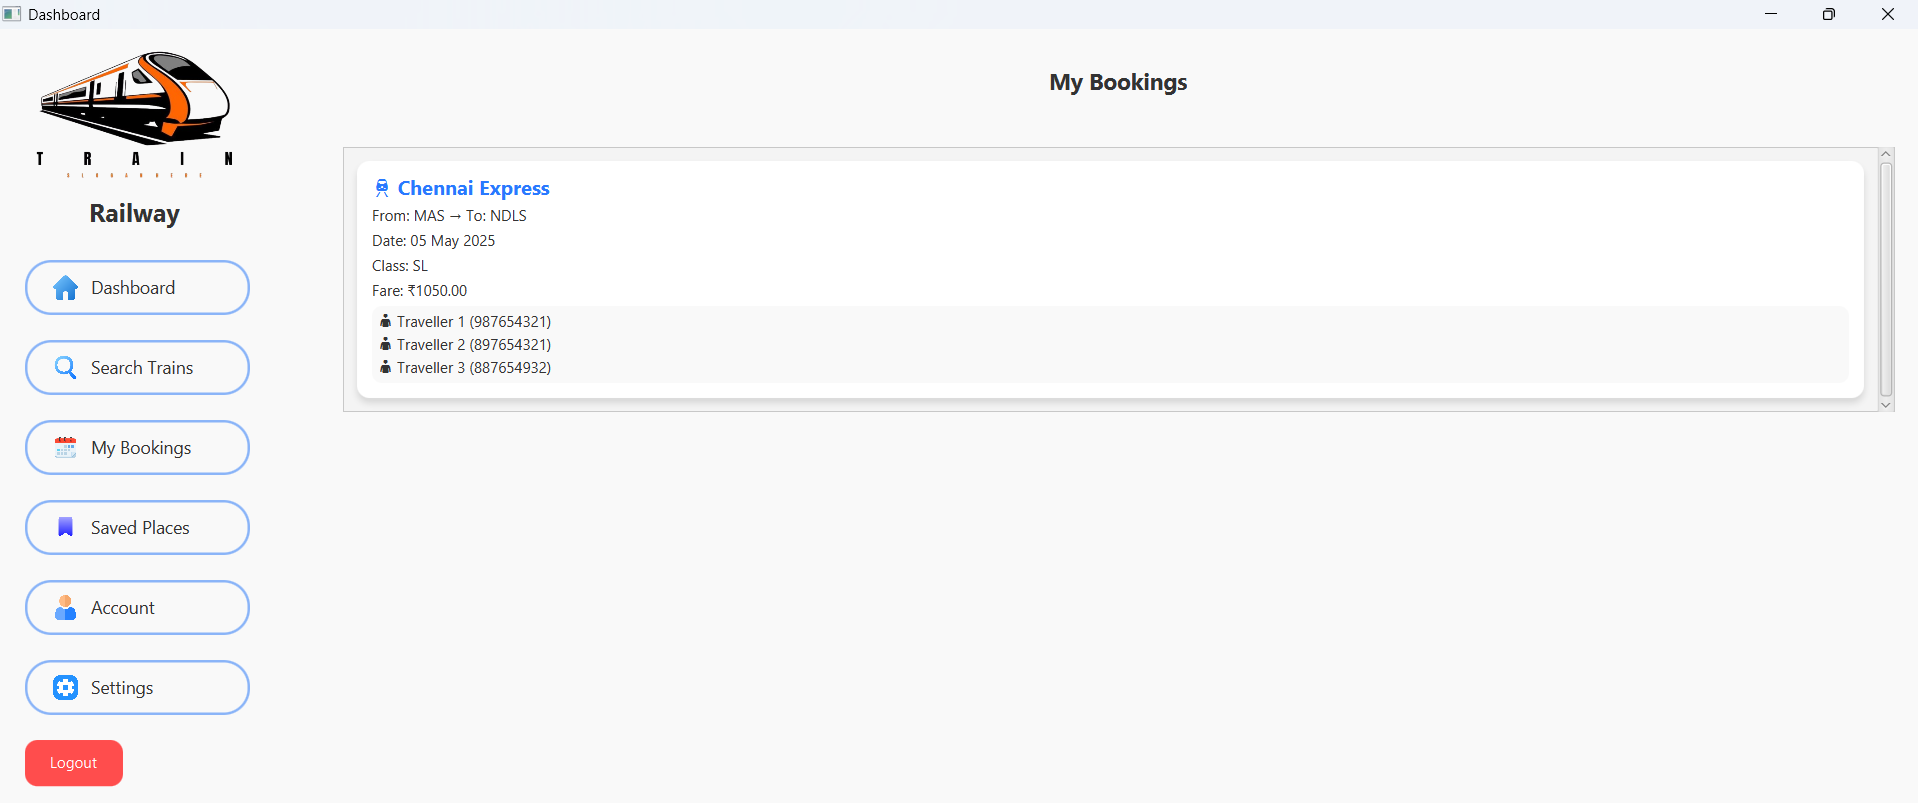 Dashboard
T R A I N
Railway
Dashboard
Search Trains
My Bookings
Saved Places
Account
Settings
Logout
My Bookings
Chennai Express
From: MAS → To: NDLS
Date: 05 May 2025
Class: SL
Fare: ₹1050.00
Traveller 1 (987654321)
Traveller 2 (897654321)
Traveller 3 (887654932)